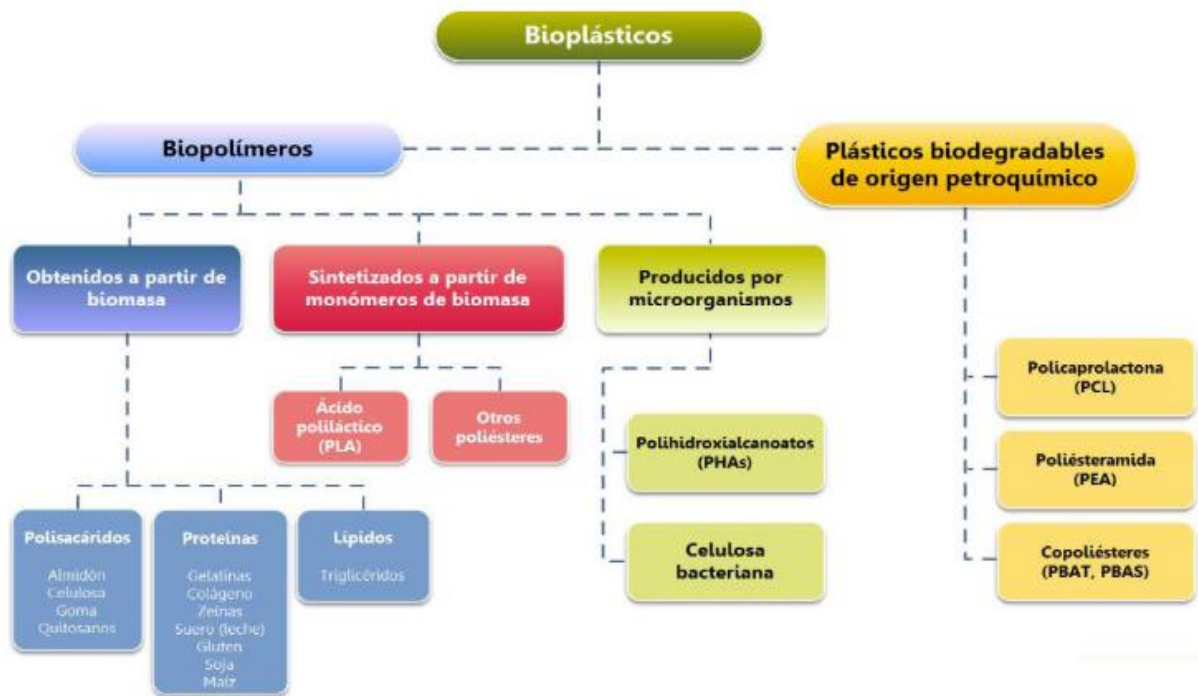 Bioplásticos
Biopolímeros
Plásticos biodegradables
de origen petroquímico
Obtenidos a partir de
biomasa
Sintetizados a partir de
monómeros de biomasa
Producidos por
microorganismos
Ácido
poliláctico
(PLA)
Otros
poliésteres
Polihidroxialcanoatos
(PHAs)
Celulosa
bacteriana
Policaprolactona
(PCL)
Poliésteramida
(PEA)
Copoliésteres
(PBAT, PBAS)
Polisacáridos
Almidón
Celulosa
Goma
Quitosanos
Proteínas
Gelatinas
Colágeno
Zeínas
Suero (leche)
Gluten
Soja
Maíz
Lípidos
Triglicéridos